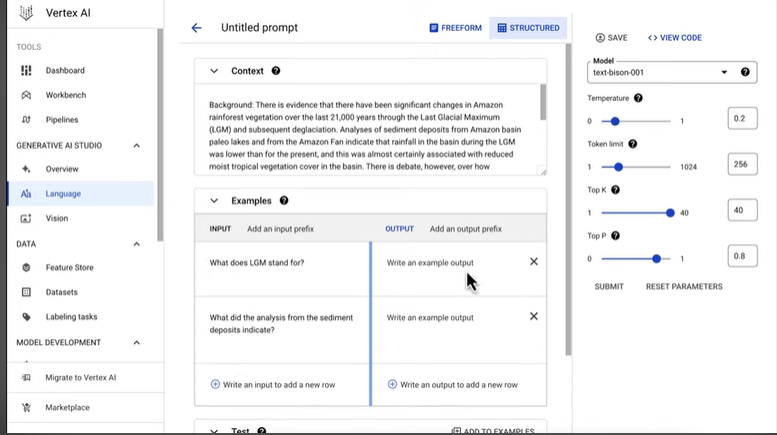 Vertex AI
TOOLS
Dashboard
Workbench
Pipelines
GENERATIVE AI STUDIO
Overview
Language
Vision
DATA
Feature Store
Datasets
Labeling tasks
MODEL DEVELOPMENT
Migrate to Vertex AI
Marketplace
Untitled prompt
FREEFORM
STRUCTURED
Context
Background: There is evidence that there have been significant changes in Amazon
rainforest vegetation over the last 21,000 years through the Last Glacial Maximum
(LGM) and subsequent deglaciation. Analyses of sediment deposits from Amazon basin
paleo lakes and from the Amazon Fan indicate that rainfall in the basin during the LGM
was lower than for the present, and this was almost certainly associated with reduced
moist tropical vegetation cover in the basin. There is debate, however, over how
Examples
INPUT Add an input prefix OUTPUT Add an output prefix
What does LGM stand for? Write an example output
What did the analysis from the sediment
deposits indicate? Write an example output
Write an input to add a new row Write an output to add a new row
Test ADD TO EXAMPLES
SAVE VIEW CODE
Model
text-bison-001
Temperature
0 1 0.2
Token limit
1 1024 256
Top K
1 40 40
Top P
0 1 0.8
SUBMIT RESET PARAMETERS